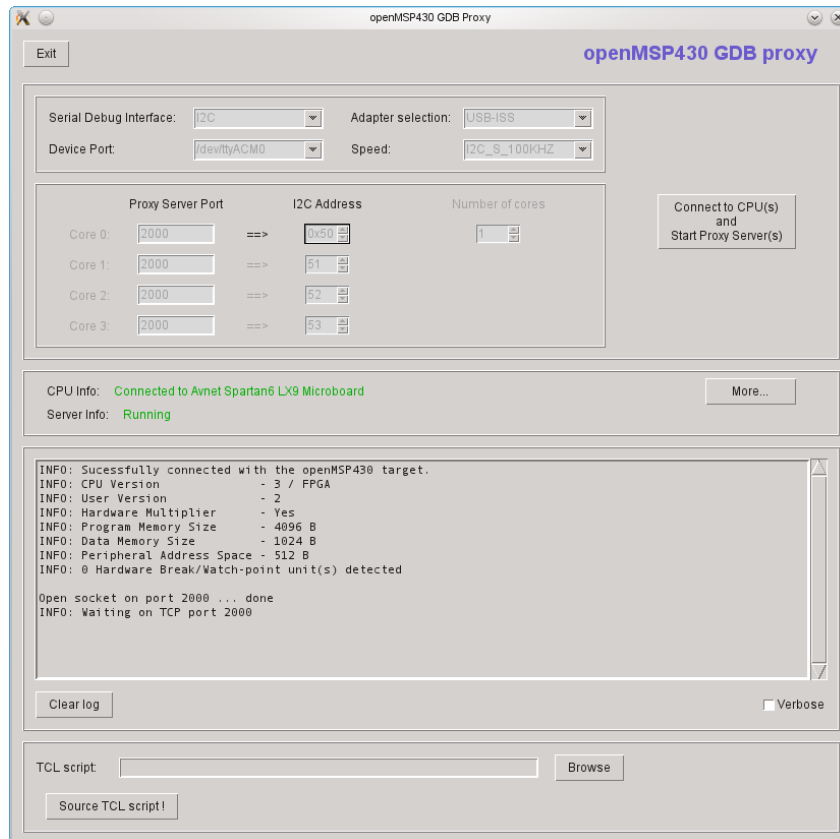 openMSP430 GDB Proxy
Exit
openMSP430 GDB proxy
Serial Debug Interface: I2C Adapter selection: USB-ISS
Device Port: /dev/ttyACM0 Speed: I2C_S_100KHZ
Proxy Server Port I2C Address Number of cores
Core 0: 2000 ==> 0x50 1
Core 1: 2000 ==> 51
Core 2: 2000 ==> 52
Core 3: 2000 ==> 53
Connect to CPU(s)
and
Start Proxy Server(s)
CPU Info: Connected to Avnet Spartan6 LX9 Microboard
More...
Server Info: Running
INFO: Sucessfully connected with the openMSP430 target.
INFO: CPU Version - 3 / FPGA
INFO: User Version - 2
INFO: Hardware Multiplier - Yes
INFO: Program Memory Size - 4096 B
INFO: Data Memory Size - 1024 B
INFO: Peripheral Address Space - 512 B
INFO: 0 Hardware Break/Watch-point unit(s) detected
Open socket on port 2000 ... done
INFO: Waiting on TCP port 2000
Clear log
Verbose
TCL script:
Browse
Source TCL script !